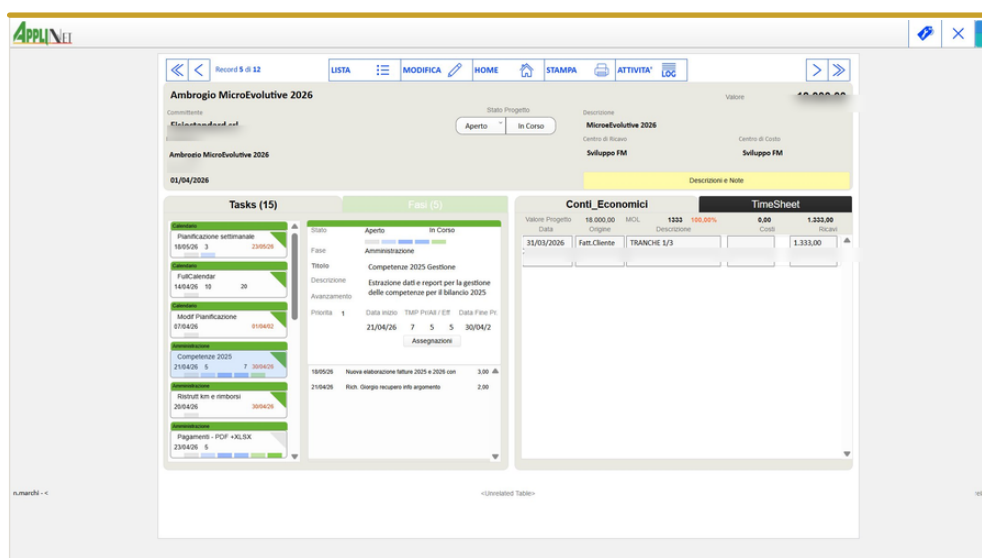 APPLINET
Record 5 di 12
LISTA
MODIFICA
HOME
STAMPA
ATTIVITA'
LOG
Ambrogio MicroEvolutive 2026
Valore
Committente
Stato Progetto
Descrizione
Aperto
In Corso
MicroeEvolutive 2026
Centro di Ricavo
Centro di Costo
Ambrogio MicroEvolutive 2026
Sviluppo FM
Sviluppo FM
01/04/2026
Descrizioni e Note
Tasks (15)
Fasi (5)
Conti_Economici
TimeSheet
Calendario
Pianificazione settimanale
18/05/26 3 23/05/26
Calendario
FullCalendar
14/04/26 10 20
Calendario
Modif Pianificazione
07/04/26 01/04/02
Amministrazione
Competenze 2025
21/04/26 5 7 30/04/26
Amministrazione
Ristrutt km e rimborsi
20/04/26 30/04/26
Amministrazione
Pagamenti - PDF +XLSX
23/04/26 5
Stato Aperto In Corso
Fase Amministrazione
Titolo Competenze 2025 Gestione
Descrizione Estrazione dati e report per la gestione
delle competenze per il bilancio 2025
Avanzamento
Priorita 1 Data inizio TMP Pr/All / Eff Data Fine Pr.
21/04/26 7 5 5 30/04/2
Assegnazioni
18/05/26 Nuova elaborazione fatture 2025 e 2026 con 3,00
21/04/26 Rich. Giorgio recupero info argomento 2,00
Valore Progetto 18.000,00 MOL 1333 100,00% 0,00 1.333,00
Data Origine Descrizione Costi Ricavi
31/03/2026 Fatt.Cliente TRANCHE 1/3 1.333,00
n.marchi - <
<Unrelated Table>